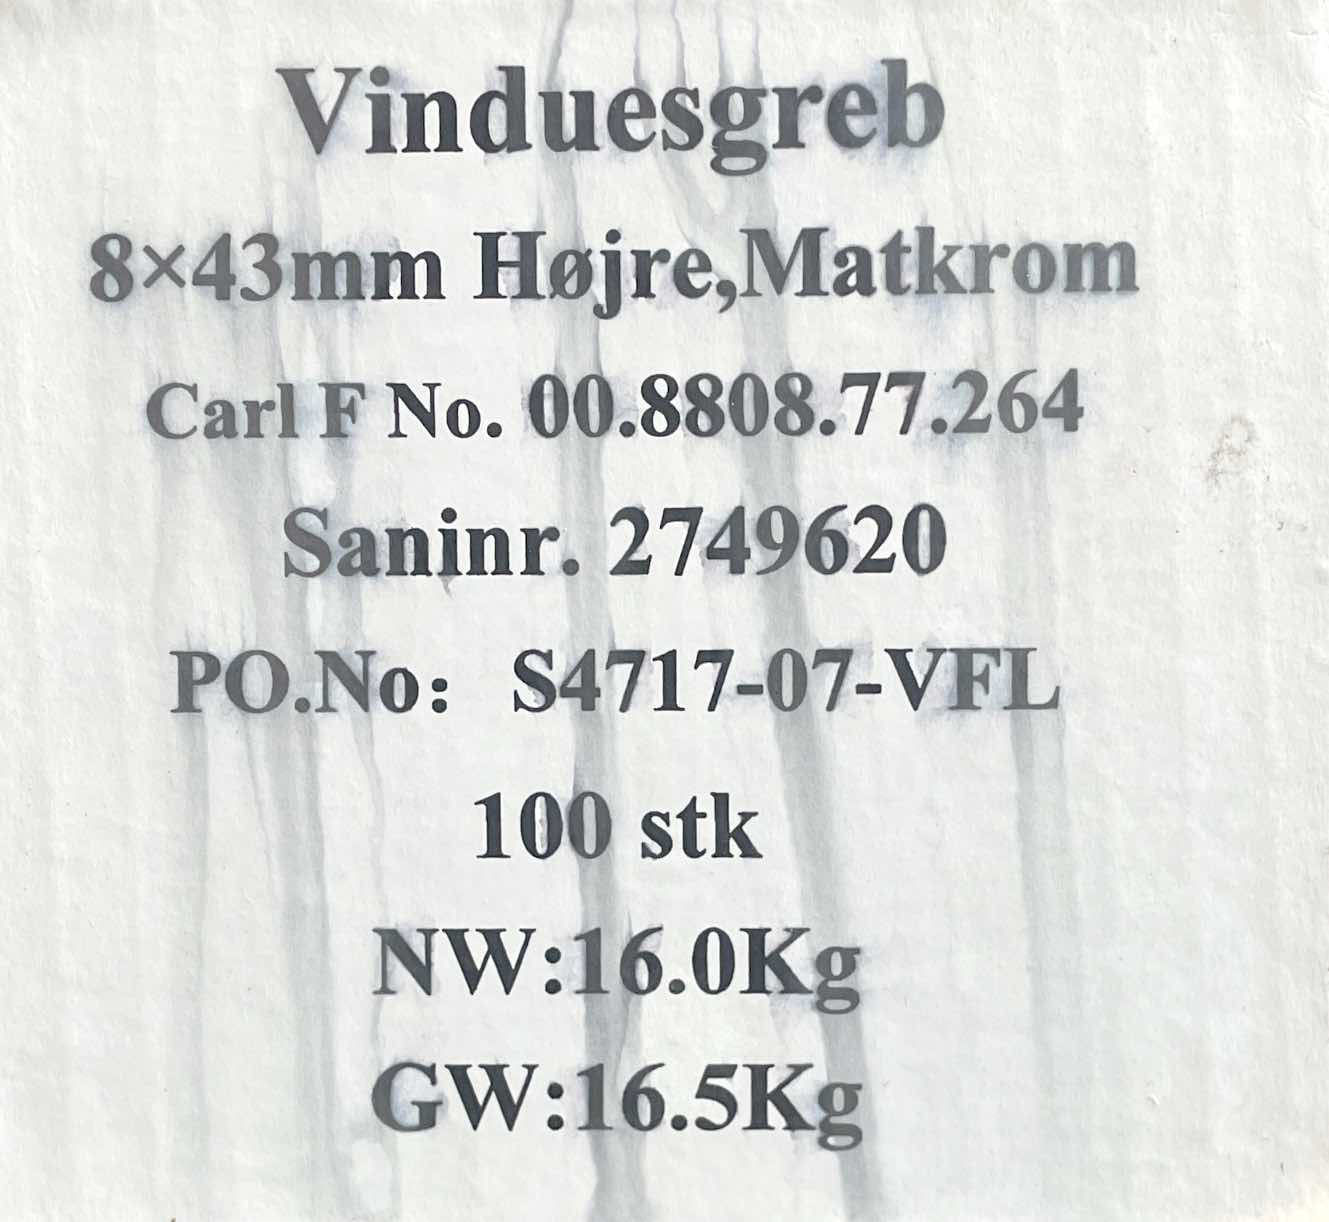 Vinduesgreb
8×43mm Højre,Matkrom
Carl F No. 00.8808.77.264
Saninr. 2749620
PO.No: S4717-07-VFL
100 stk
NW:16.0Kg
GW:16.5Kg